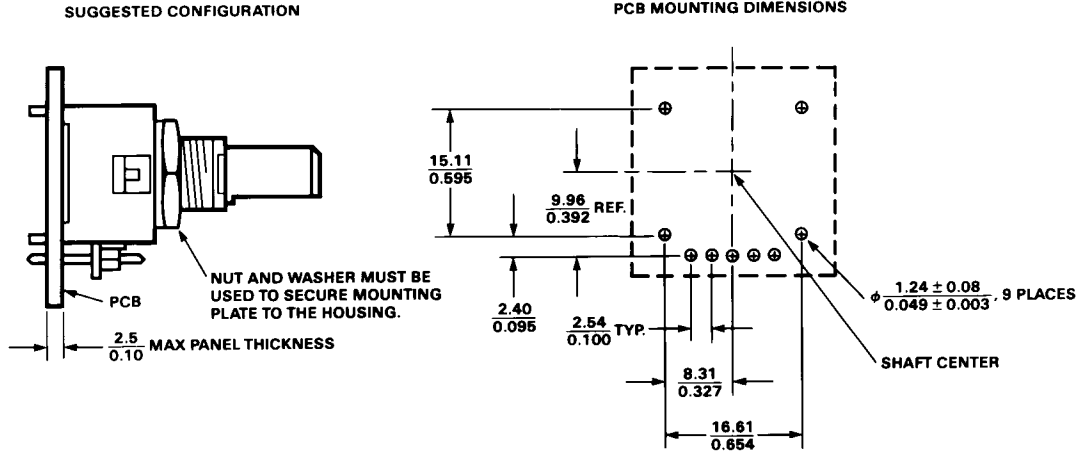 SUGGESTED CONFIGURATION
NUT AND WASHER MUST BE
USED TO SECURE MOUNTING
PLATE TO THE HOUSING.
PCB
2.5
0.10
MAX PANEL THICKNESS
PCB MOUNTING DIMENSIONS
15.11
0.595
9.96
0.392
REF.
2.40
0.095
2.54
0.100
TYP.
8.31
0.327
16.61
0.654
ϕ 1.24 ± 0.08
0.049 ± 0.003
, 9 PLACES
SHAFT CENTER